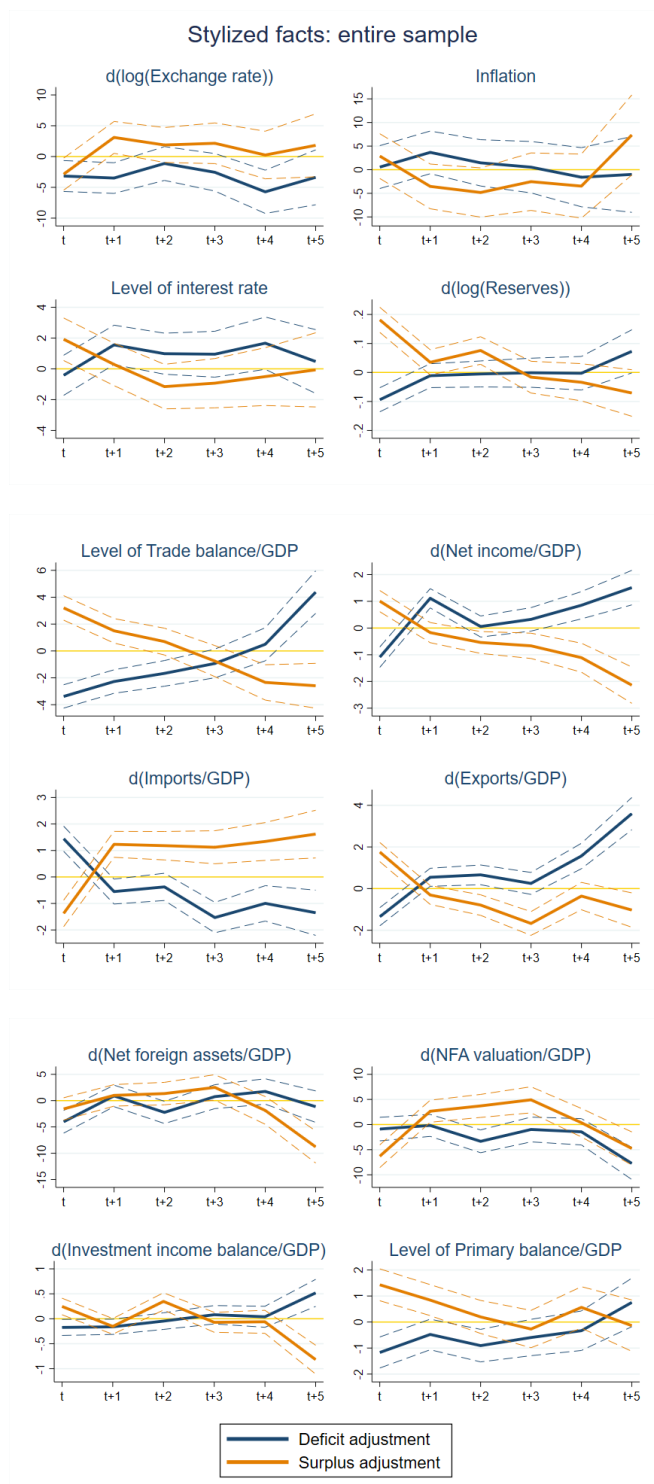 Stylized facts: entire sample
d(log(Exchange rate))
10
5
0
-5
-10
t t+1 t+2 t+3 t+4 t+5
Inflation
15
10
5
0
-5
-10
t t+1 t+2 t+3 t+4 t+5
Level of interest rate
4
2
0
-2
-4
t t+1 t+2 t+3 t+4 t+5
d(log(Reserves))
.2
.1
0
-.1
-.2
t t+1 t+2 t+3 t+4 t+5
Level of Trade balance/GDP
6
4
2
0
-2
-4
t t+1 t+2 t+3 t+4 t+5
d(Net income/GDP)
2
1
0
-1
-2
-3
t t+1 t+2 t+3 t+4 t+5
d(Imports/GDP)
3
2
1
0
-1
-2
t t+1 t+2 t+3 t+4 t+5
d(Exports/GDP)
4
2
0
-2
t t+1 t+2 t+3 t+4 t+5
d(Net foreign assets/GDP)
5
0
-5
-10
-15
t t+1 t+2 t+3 t+4 t+5
d(NFA valuation/GDP)
10
5
0
-5
-10
t t+1 t+2 t+3 t+4 t+5
d(Investment income balance/GDP)
1
.5
0
-.5
-1
t t+1 t+2 t+3 t+4 t+5
Level of Primary balance/GDP
2
1
0
-1
-2
t t+1 t+2 t+3 t+4 t+5
Deficit adjustment
Surplus adjustment